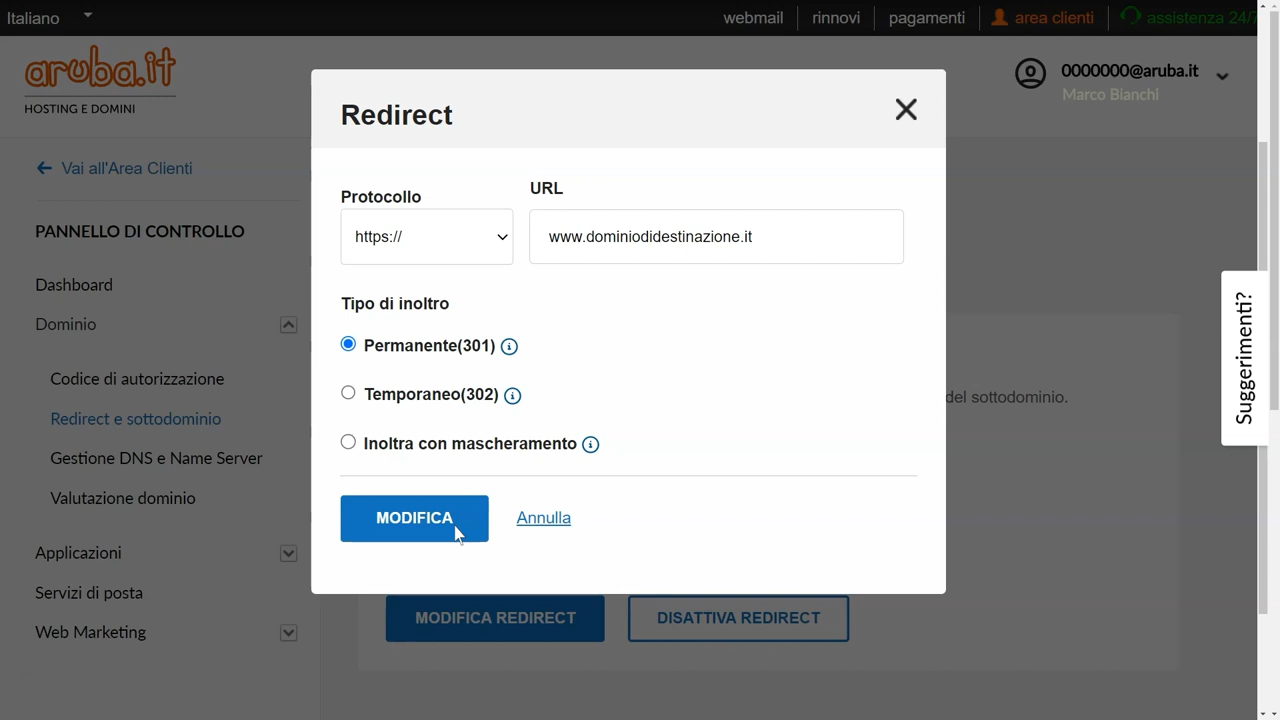 Italiano
webmail
rinnovi
pagamenti
area clienti
assistenza 24/7
aruba.it
HOSTING E DOMINI
0000000@aruba.it
Marco Bianchi
Vai all'Area Clienti
PANNELLO DI CONTROLLO
Dashboard
Dominio
Codice di autorizzazione
Redirect e sottodominio
Gestione DNS e Name Server
Valutazione dominio
Applicazioni
Servizi di posta
Web Marketing
Redirect
Protocollo
URL
https://
www.dominiodidestinazione.it
Tipo di inoltro
Permanente(301)
Temporaneo(302)
Inoltra con mascheramento
MODIFICA
Annulla
del sottodominio.
MODIFICA REDIRECT
DISATTIVA REDIRECT
Suggerimenti?